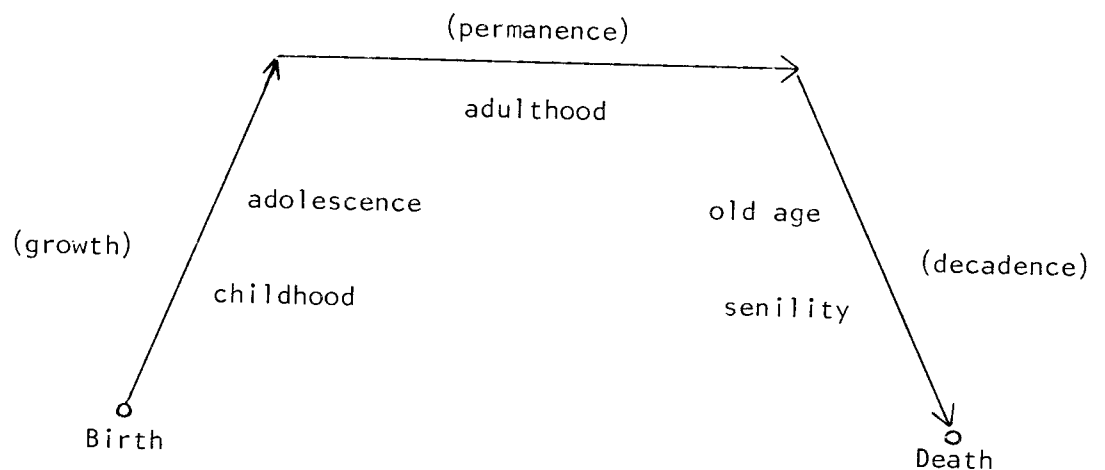 (permanence)
adulthood
adolescence
old age
(growth)
(decadence)
childhood
senility
Birth
Death